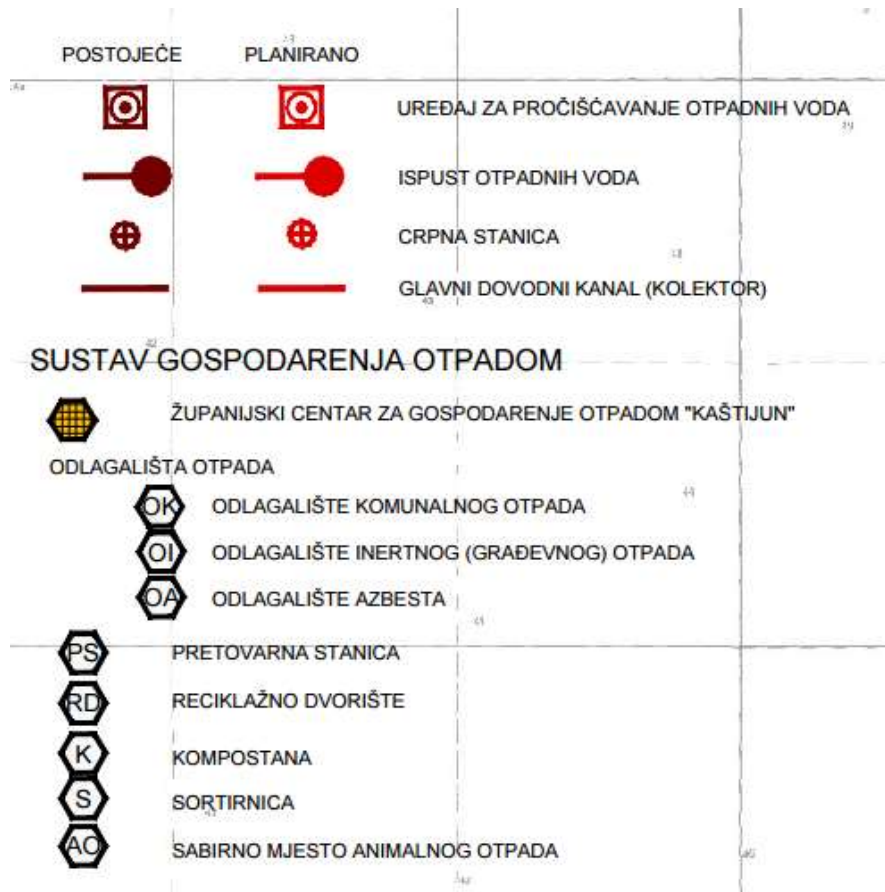 POSTOJEĆE PLANIRANO
UREĐAJ ZA PROČIŠĆAVANJE OTPADNIH VODA
ISPUST OTPADNIH VODA
CRPNA STANICA
GLAVNI DOVODNI KANAL (KOLEKTOR)
SUSTAV GOSPODARENJA OTPADOM
ŽUPANIJSKI CENTAR ZA GOSPODARENJE OTPADOM "KAŠTIJUN"
ODLAGALIŠTA OTPADA
OK ODLAGALIŠTE KOMUNALNOG OTPADA
OI ODLAGALIŠTE INERTNOG (GRAĐEVNOG) OTPADA
OA ODLAGALIŠTE AZBESTA
PS PRETOVARNA STANICA
RD RECIKLAŽNO DVORIŠTE
K KOMPOSTANA
S SORTIRNICA
AO SABIRNO MJESTO ANIMALNOG OTPADA